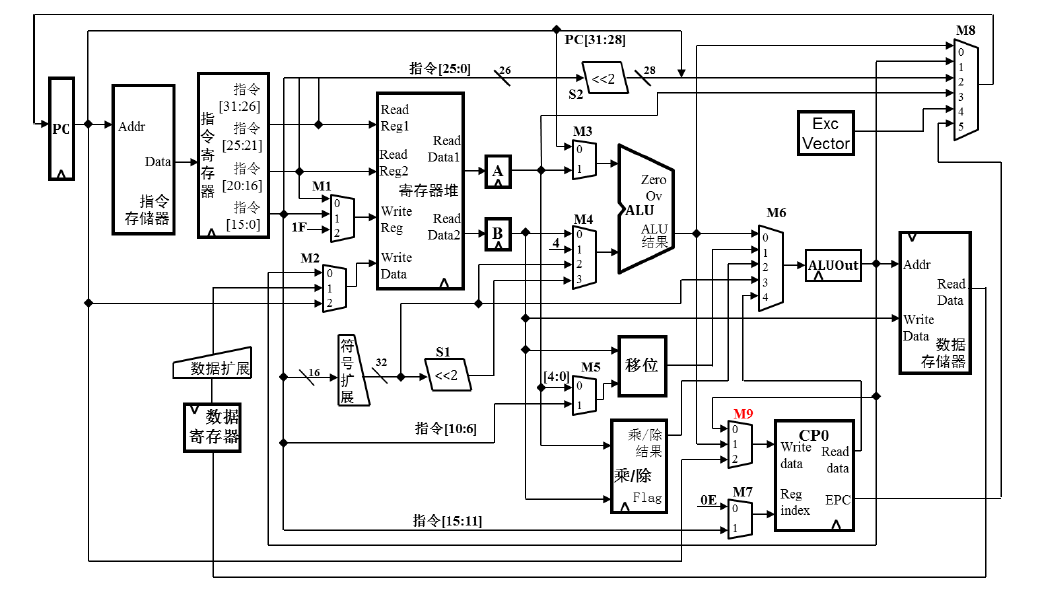 M8
PC[31:28]
0
1
2
3
4
5
指令[25:0]
26
<<2
28
S2
PC
Addr
Data
指令
存储器
指令寄存器
指令
[31:26]
指令
[25:21]
指令
[20:16]
指令
[15:0]
Read
Reg1
Read
Data1
Read
Reg2
寄存器堆
Write
Reg
Read
Data2
Write
Data
M1
0
1
2
1F
M2
0
1
2
A
B
M3
0
1
M4
0
1
2
3
4
Zero
Ov
ALU
ALU
结果
M6
0
1
2
3
4
ALUOut
Exc
Vector
Addr
Read
Data
Write
Data
数据
存储器
符号扩展
16
32
S1
<<2
数据扩展
数据
寄存器
[4:0]
M5
0
1
移位
指令[10:6]
乘/除
结果
乘/除
Flag
M9
0
1
2
CP0
Write
data
Read
data
Reg
index
EPC
0E
M7
0
1
指令[15:11]